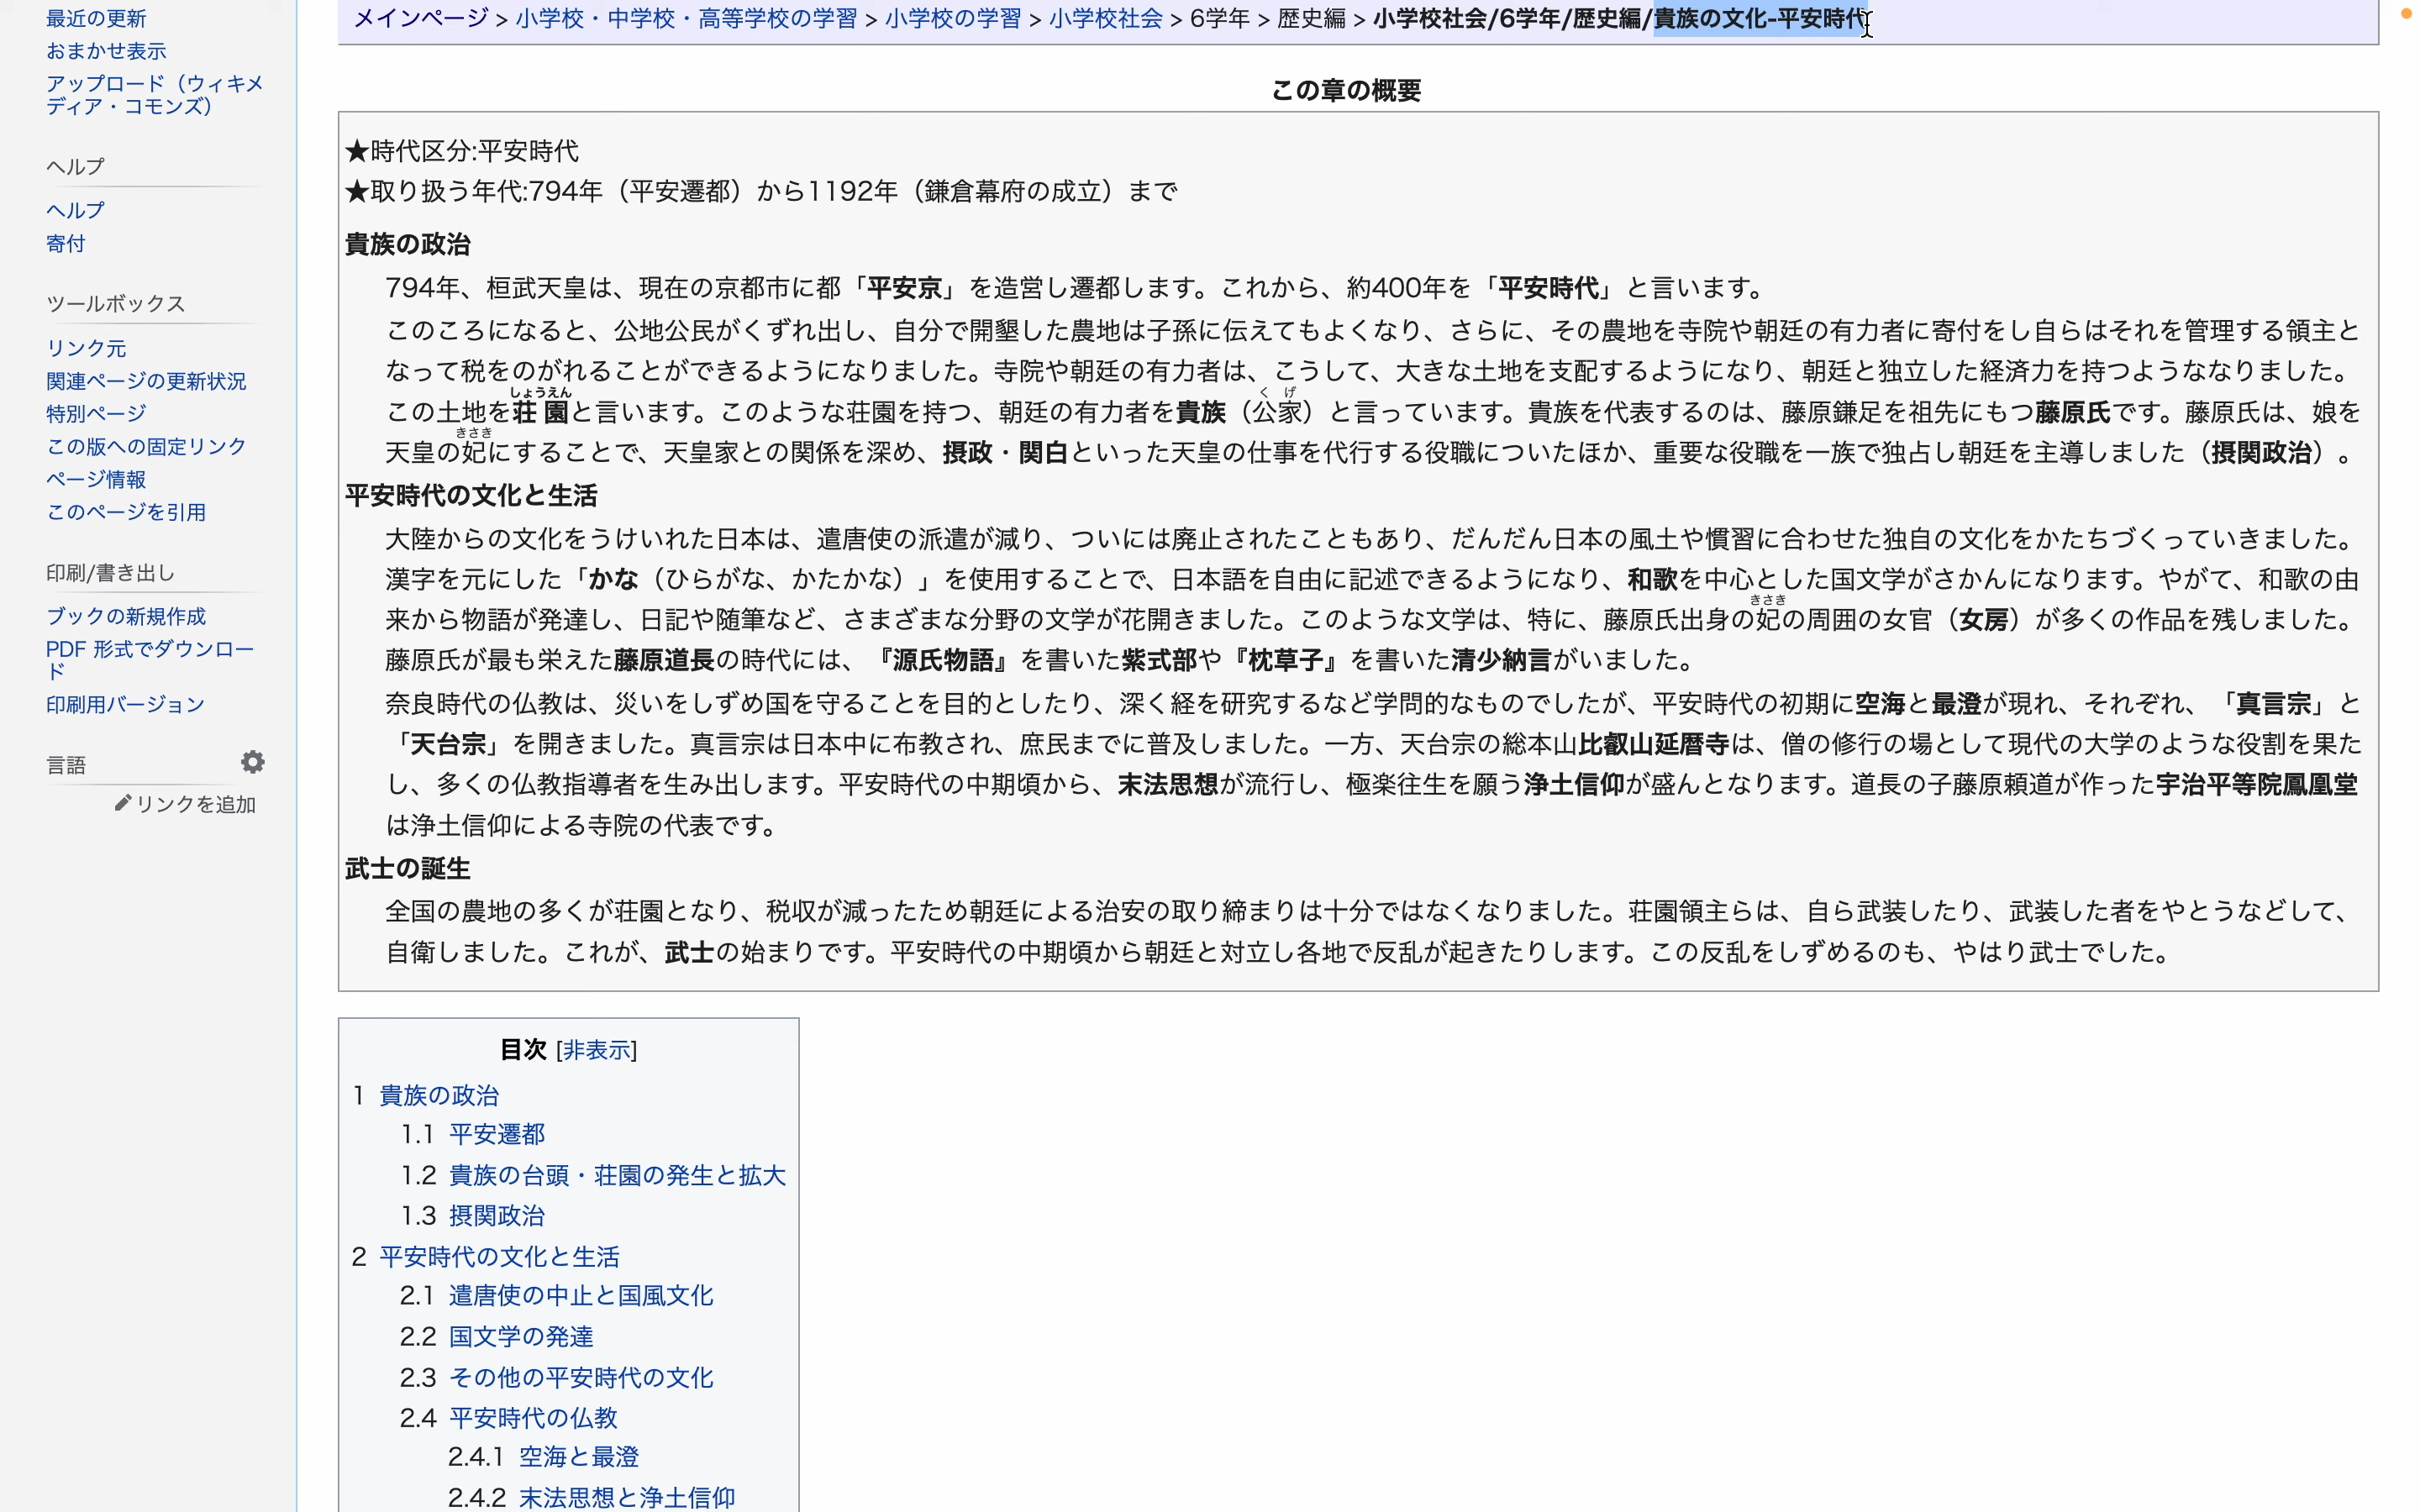 最近の更新
おまかせ表示
アップロード（ウィキメ
ディア・コモンズ）
ヘルプ
ヘルプ
寄付
ツールボックス
リンク元
関連ページの更新状況
特別ページ
この版への固定リンク
ページ情報
このページを引用
印刷/書き出し
ブックの新規作成
PDF 形式でダウンロー
ド
印刷用バージョン
言語
リンクを追加
メインページ > 小学校・中学校・高等学校の学習 > 小学校の学習 > 小学校社会 > 6学年 > 歴史編 > 小学校社会/6学年/歴史編/貴族の文化-平安時代
この章の概要
★時代区分:平安時代
★取り扱う年代:794年（平安遷都）から1192年（鎌倉幕府の成立）まで
貴族の政治
794年、桓武天皇は、現在の京都市に都「平安京」を造営し遷都します。これから、約400年を「平安時代」と言います。
このころになると、公地公民がくずれ出し、自分で開墾した農地は子孫に伝えてもよくなり、さらに、その農地を寺院や朝廷の有力者に寄付をし自らはそれを管理する領主と
なって税をのがれることができるようになりました。寺院や朝廷の有力者は、こうして、大きな土地を支配するようになり、朝廷と独立した経済力を持つようななりました。
しょうえん くげ
この土地を荘園と言います。このような荘園を持つ、朝廷の有力者を貴族（公家）と言っています。貴族を代表するのは、藤原鎌足を祖先にもつ藤原氏です。藤原氏は、娘を
きさき
天皇の妃にすることで、天皇家との関係を深め、摂政・関白といった天皇の仕事を代行する役職についたほか、重要な役職を一族で独占し朝廷を主導しました（摂関政治）。
平安時代の文化と生活
大陸からの文化をうけいれた日本は、遣唐使の派遣が減り、ついには廃止されたこともあり、だんだん日本の風土や慣習に合わせた独自の文化をかたちづくっていきました。
漢字を元にした「かな（ひらがな、かたかな）」を使用することで、日本語を自由に記述できるようになり、和歌を中心とした国文学がさかんになります。やがて、和歌の由
きさき
来から物語が発達し、日記や随筆など、さまざまな分野の文学が花開きました。このような文学は、特に、藤原氏出身の妃の周囲の女官（女房）が多くの作品を残しました。
藤原氏が最も栄えた藤原道長の時代には、『源氏物語』を書いた紫式部や『枕草子』を書いた清少納言がいました。
奈良時代の仏教は、災いをしずめ国を守ることを目的としたり、深く経を研究するなど学問的なものでしたが、平安時代の初期に空海と最澄が現れ、それぞれ、「真言宗」と
「天台宗」を開きました。真言宗は日本中に布教され、庶民までに普及しました。一方、天台宗の総本山比叡山延暦寺は、僧の修行の場として現代の大学のような役割を果た
し、多くの仏教指導者を生み出します。平安時代の中期頃から、末法思想が流行し、極楽往生を願う浄土信仰が盛んとなります。道長の子藤原頼道が作った宇治平等院鳳凰堂
は浄土信仰による寺院の代表です。
武士の誕生
全国の農地の多くが荘園となり、税収が減ったため朝廷による治安の取り締まりは十分ではなくなりました。荘園領主らは、自ら武装したり、武装した者をやとうなどして、
自衛しました。これが、武士の始まりです。平安時代の中期頃から朝廷と対立し各地で反乱が起きたりします。この反乱をしずめるのも、やはり武士でした。
目次 [非表示]
1 貴族の政治
1.1 平安遷都
1.2 貴族の台頭・荘園の発生と拡大
1.3 摂関政治
2 平安時代の文化と生活
2.1 遣唐使の中止と国風文化
2.2 国文学の発達
2.3 その他の平安時代の文化
2.4 平安時代の仏教
2.4.1 空海と最澄
2.4.2 末法思想と浄土信仰